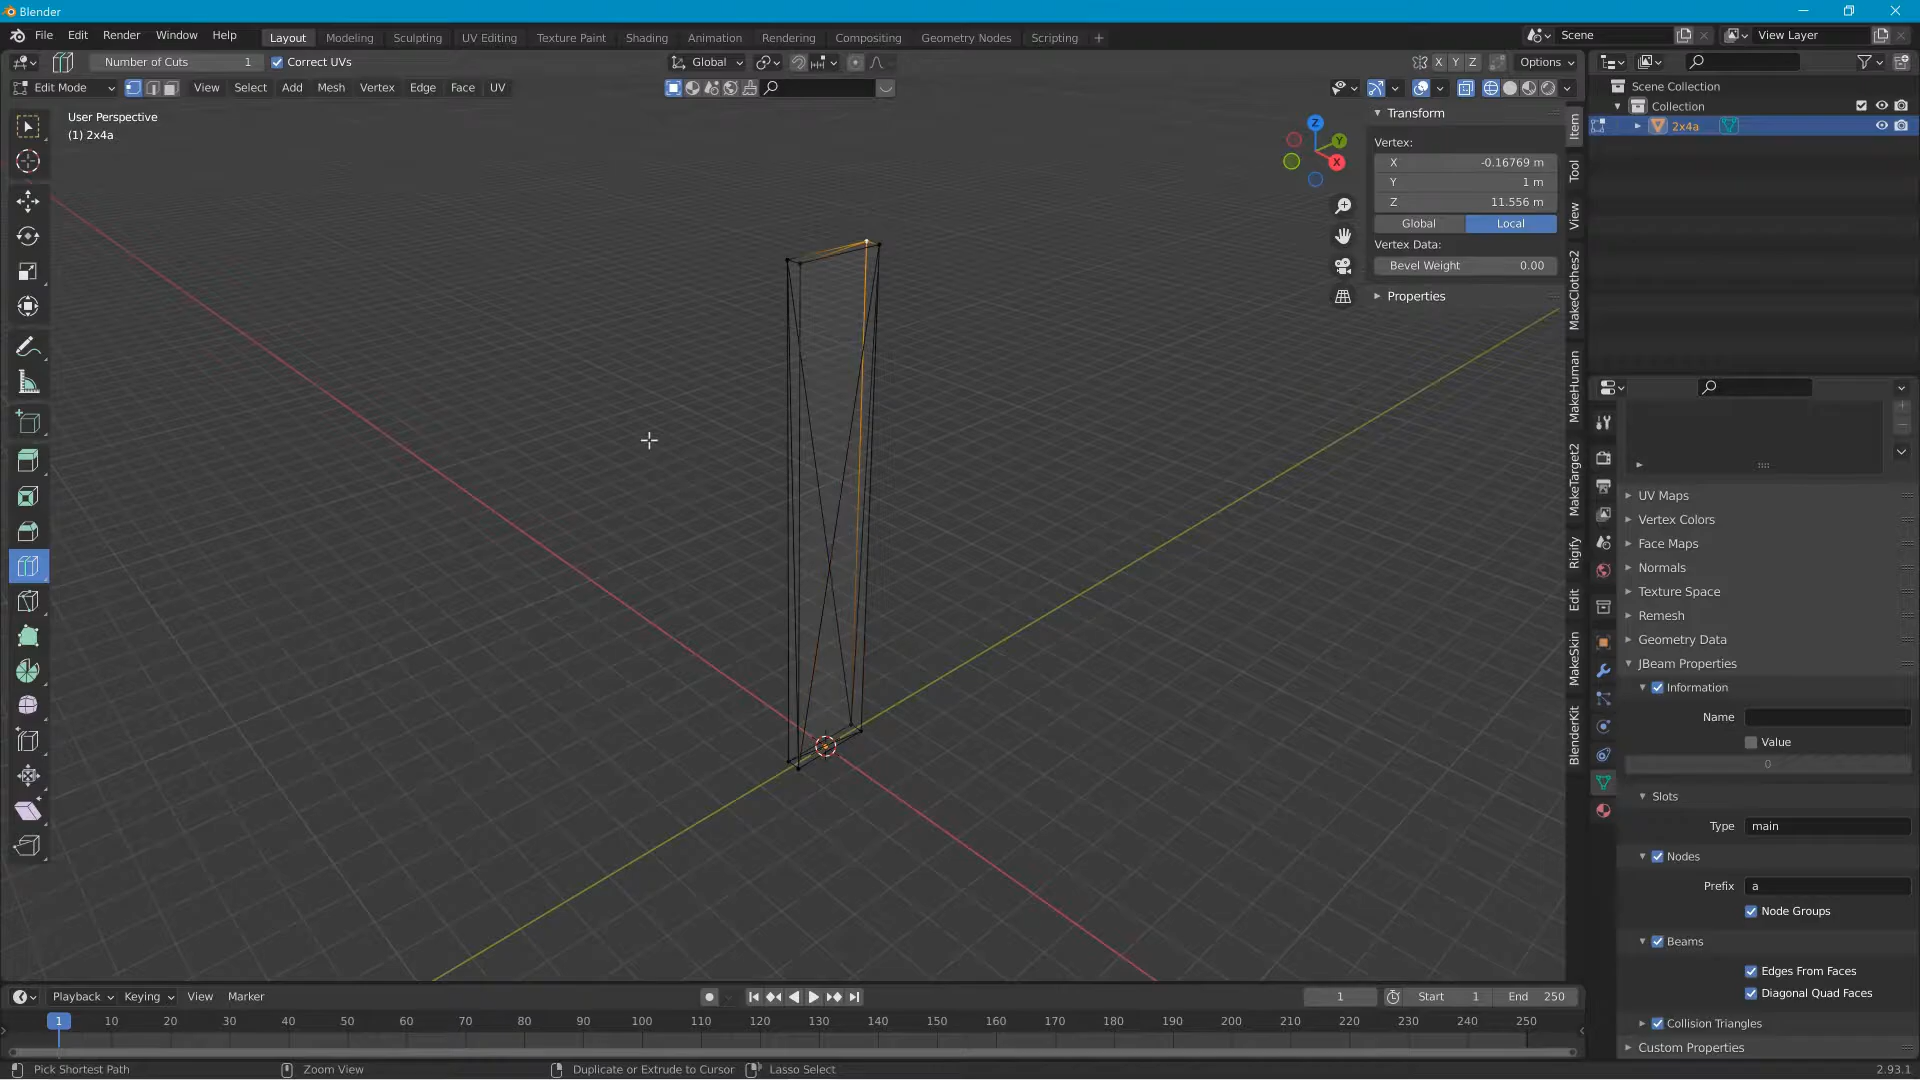 Blender
File Edit Render Window Help
Layout Modeling Sculpting UV Editing Texture Paint Shading Animation Rendering Compositing Geometry Nodes Scripting +
Scene
View Layer
Number of Cuts 1
Correct UVs
Global
X Y Z
Options
Edit Mode
View Select Add Mesh Vertex Edge Face UV
User Perspective
(1) 2x4a
Z
Y
X
Transform
Vertex:
X -0.16769 m
Y 1 m
Z 11.556 m
Global Local
Vertex Data:
Bevel Weight 0.00
Properties
Item
Tool
View
MakeClothes2
MakeHuman
MakeTarget2
Rigify
Edit
MakeSkin
BlenderKit
Scene Collection
Collection
2x4a
UV Maps
Vertex Colors
Face Maps
Normals
Texture Space
Remesh
Geometry Data
JBeam Properties
Information
Name
Value
0
Slots
Type main
Nodes
Prefix a
Node Groups
Beams
Edges From Faces
Diagonal Quad Faces
Collision Triangles
Custom Properties
Playback Keying View Marker
1
Start 1
End 250
1 10 20 30 40 50 60 70 80 90 100 110 120 130 140 150 160 170 180 190 200 210 220 230 240 250
Pick Shortest Path
Zoom View
Duplicate or Extrude to Cursor
Lasso Select
2.93.1